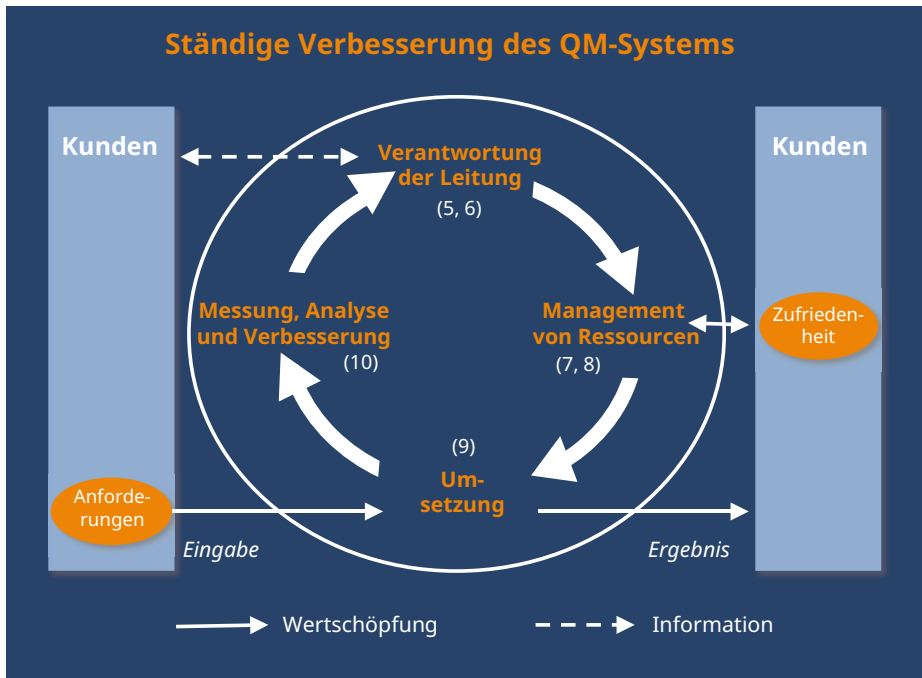 Ständige Verbesserung des QM-Systems
Kunden
Kunden
Verantwortung
der Leitung
(5, 6)
Messung, Analyse
und Verbesserung
(10)
Management
von Ressourcen
(7, 8)
Zufrieden-
heit
(9)
Um-
setzung
Anforde-
rungen
Eingabe
Ergebnis
Wertschöpfung
Information